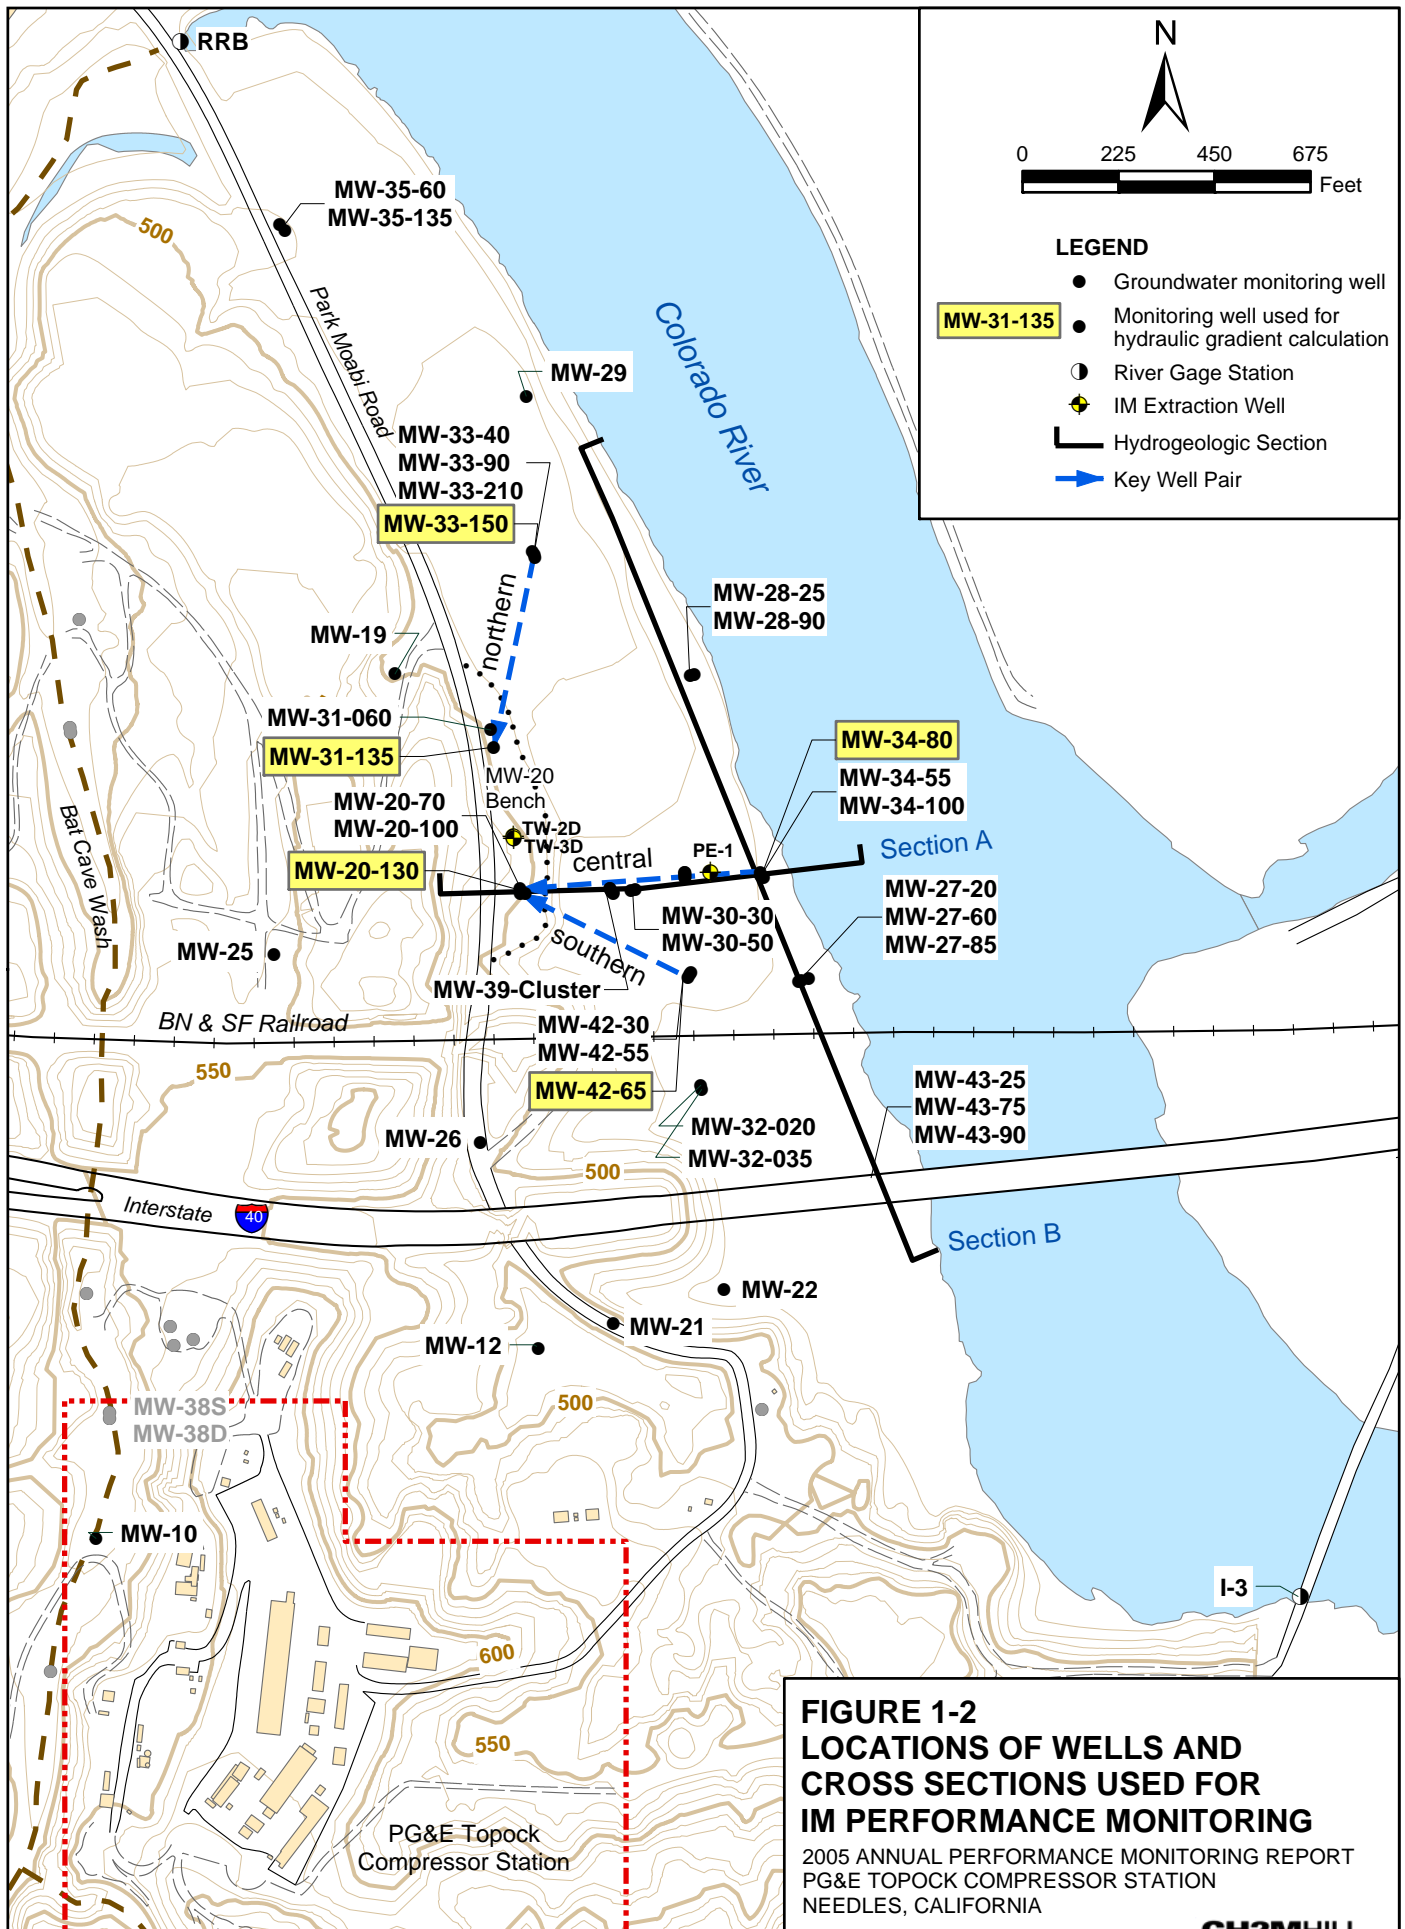 RRB
N
0 225 450 675
Feet
LEGEND
Groundwater monitoring well
MW-31-135
Monitoring well used for
hydraulic gradient calculation
River Gage Station
IM Extraction Well
Hydrogeologic Section
Key Well Pair
MW-35-60
MW-35-135
500
Park Moabi Road
Colorado River
MW-29
MW-33-40
MW-33-90
MW-33-210
MW-33-150
northern
MW-28-25
MW-28-90
MW-19
MW-31-060
MW-31-135
MW-20
Bench
MW-34-80
MW-34-55
MW-34-100
MW-20-70
MW-20-100
TW-2D
TW-3D
PE-1
central
Section A
MW-20-130
Bat Cave Wash
MW-27-20
MW-27-60
MW-27-85
MW-30-30
MW-30-50
southern
MW-25
MW-39-Cluster
BN & SF Railroad
MW-42-30
MW-42-55
MW-42-65
550
MW-43-25
MW-43-75
MW-43-90
MW-32-020
MW-32-035
MW-26
500
Interstate
40
Section B
MW-22
MW-21
MW-12
MW-38S
MW-38D
500
MW-10
I-3
600
550
PG&E Topock
Compressor Station
FIGURE 1-2
LOCATIONS OF WELLS AND
CROSS SECTIONS USED FOR
IM PERFORMANCE MONITORING
2005 ANNUAL PERFORMANCE MONITORING REPORT
PG&E TOPOCK COMPRESSOR STATION
NEEDLES, CALIFORNIA
CH2MHILL